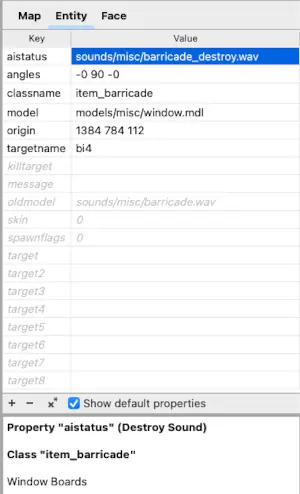 Map Entity Face
Key Value
aistatus sounds/misc/barricade_destroy.wav
angles -0 90 -0
classname item_barricade
model models/misc/window.mdl
origin 1384 784 112
targetname bi4
killtarget
message
oldmodel sounds/misc/barricade.wav
skin 0
spawnflags 0
target
target2
target3
target4
target5
target6
target7
target8
+ − Show default properties
Property "aistatus" (Destroy Sound)
Class "item_barricade"
Window Boards